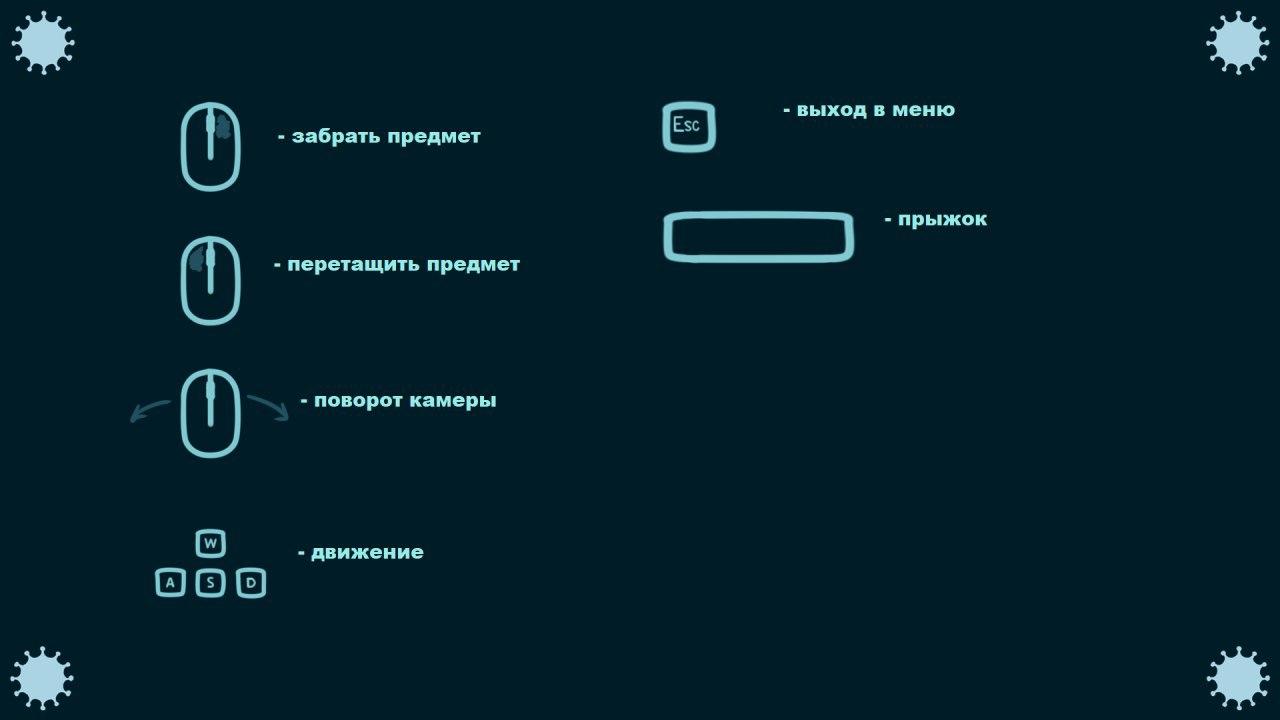 - забрать предмет
- перетащить предмет
- поворот камеры
W
A S D
- движение
Esc
- выход в меню
- прыжок